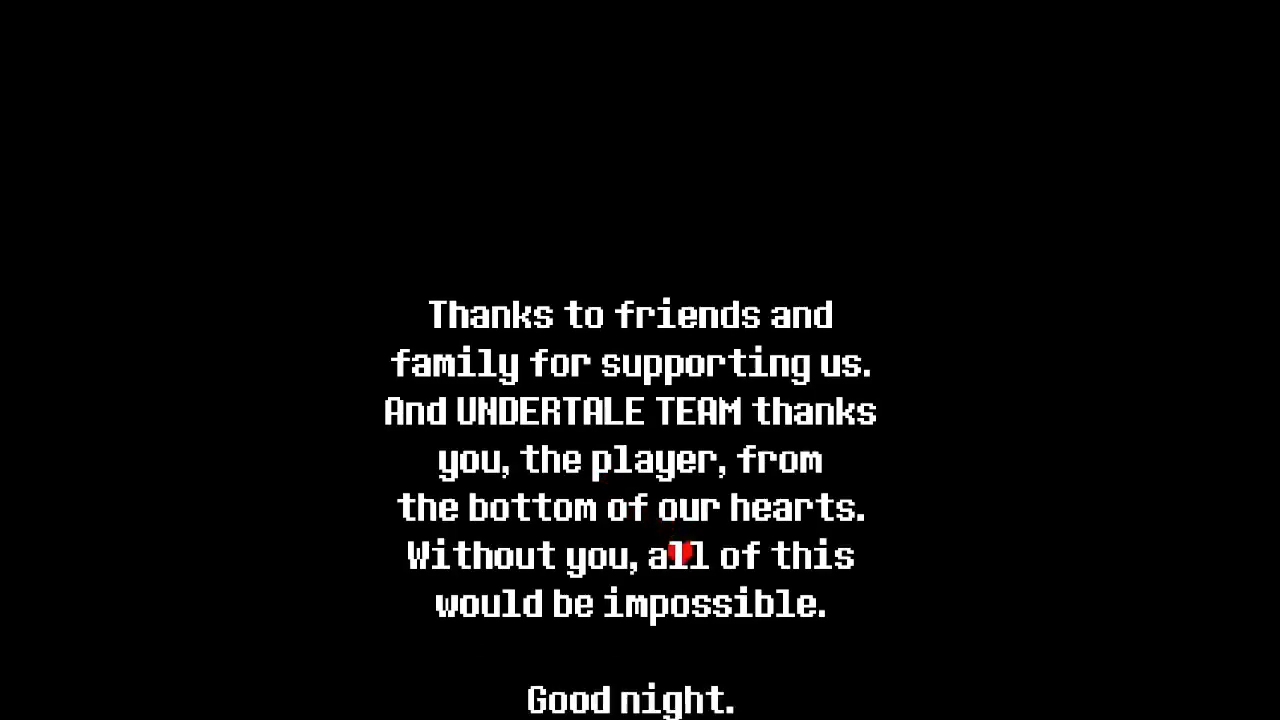 Thanks to friends and
family for supporting us.
And UNDERTALE TEAM thanks
you, the player, from
the bottom of our hearts.
Without you, all of this
would be impossible.
Good night.